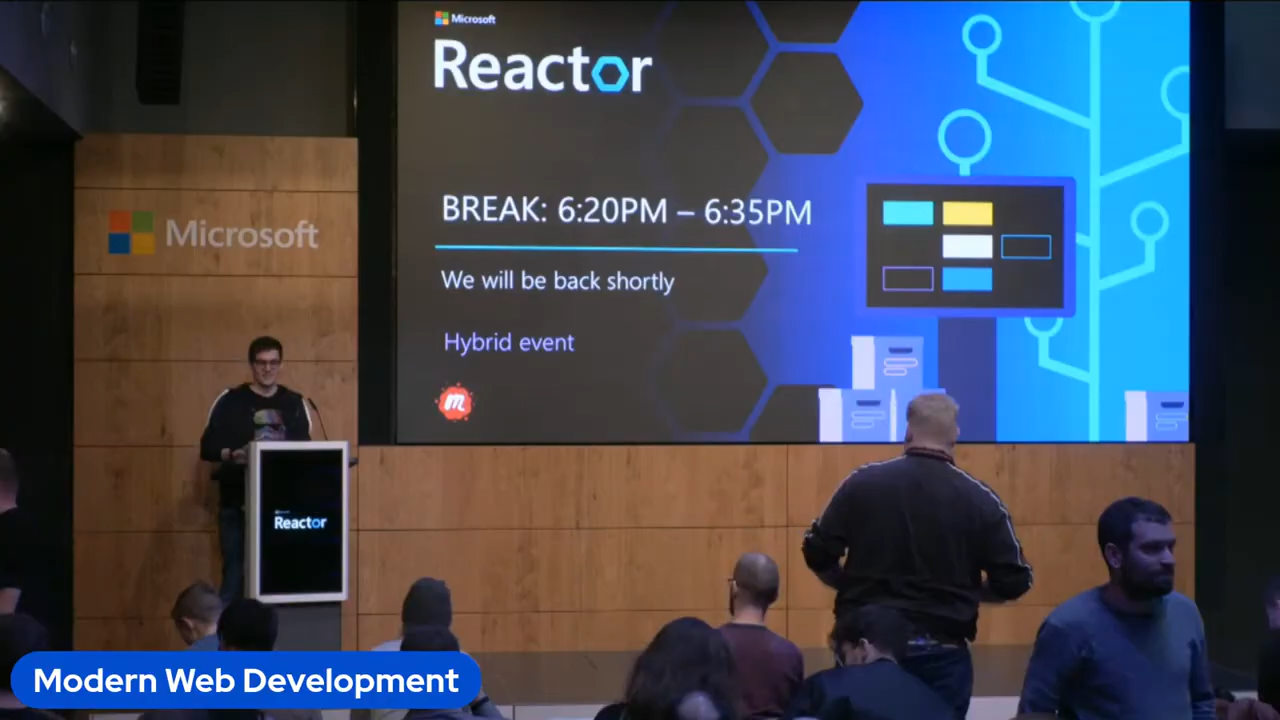 Microsoft
Reactor
BREAK: 6:20PM – 6:35PM
We will be back shortly
Hybrid event
m
Microsoft
Reactor
Modern Web Development